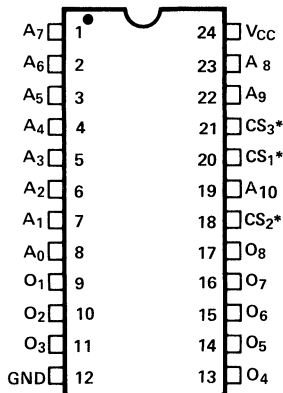 A₇ 1 24 V_CC
A₆ 2 23 A₈
A₅ 3 22 A₉
A₄ 4 21 CS₃*
A₃ 5 20 CS₁*
A₂ 6 19 A₁₀
A₁ 7 18 CS₂*
A₀ 8 17 O₈
O₁ 9 16 O₇
O₂ 10 15 O₆
O₃ 11 14 O₅
GND 12 13 O₄